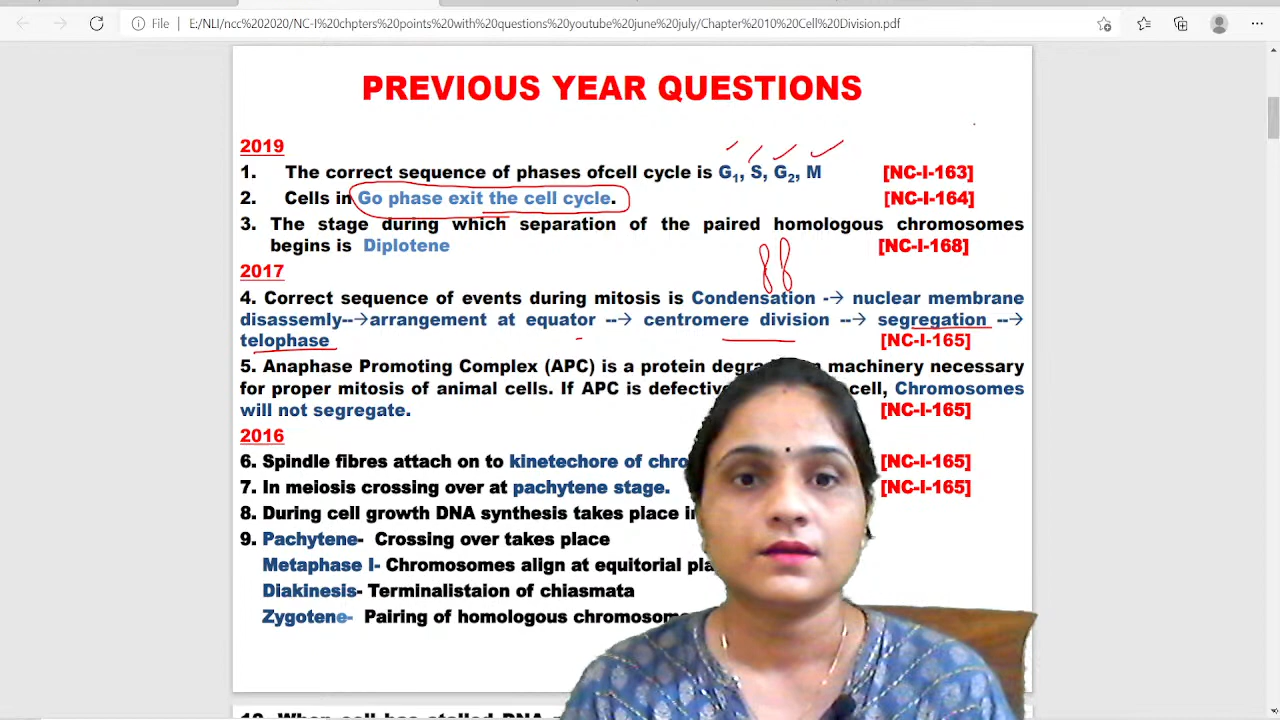 File E:/NLI/ncc%202020/NC-I%20chpters%20points%20with%20questions%20youtube%20june%20july/Chapter%2010%20Cell%20Division.pdf
PREVIOUS YEAR QUESTIONS
2019
1. The correct sequence of phases ofcell cycle is G1, S, G2, M [NC-I-163]
2. Cells in Go phase exit the cell cycle. [NC-I-164]
3. The stage during which separation of the paired homologous chromosomes
begins is Diplotene [NC-I-168]
2017
4. Correct sequence of events during mitosis is Condensation -→ nuclear membrane
disassemly--→arrangement at equator --→ centromere division --→ segregation --→
telophase [NC-I-165]
5. Anaphase Promoting Complex (APC) is a protein machinery necessary
for proper mitosis of animal cells. If APC is defective cell, Chromosomes
will not segregate. [NC-I-165]
2016
6. Spindle fibres attach on to kinetechore of [NC-I-165]
7. In meiosis crossing over at pachytene stage. [NC-I-165]
8. During cell growth DNA synthesis takes place
9. Pachytene- Crossing over takes place
Metaphase I- Chromosomes align at equitorial
Diakinesis- Terminalistaion of chiasmata
Zygotene- Pairing of homologous